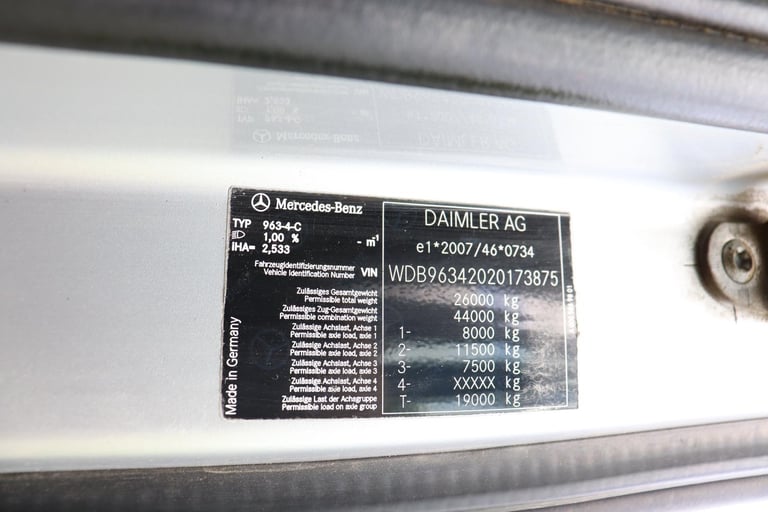 Mercedes-Benz
TYP 963-4-C
1,00 % - m⁻¹
iHA= 2,533
Fahrzeugidentifizierungsnummer
Vehicle Identification Number VIN
Zulässiges Gesamtgewicht
Permissible total weight
Zulässiges Zug-Gesamtgewicht
Permissible combination weight
Zulässige Achslast, Achse 1
Permissible axle load, axle 1
Zulässige Achslast, Achse 2
Permissible axle load, axle 2
Zulässige Achslast, Achse 3
Permissible axle load, axle 3
Zulässige Achslast, Achse 4
Permissible axle load, axle 4
Zulässige Last der Achsgruppe
Permissible load on axle group
Made in Germany
DAIMLER AG
e1*2007/46*0734
WDB96342020173875
26000 kg
44000 kg
1- 8000 kg
2- 11500 kg
3- 7500 kg
4- XXXXX kg
T- 19000 kg